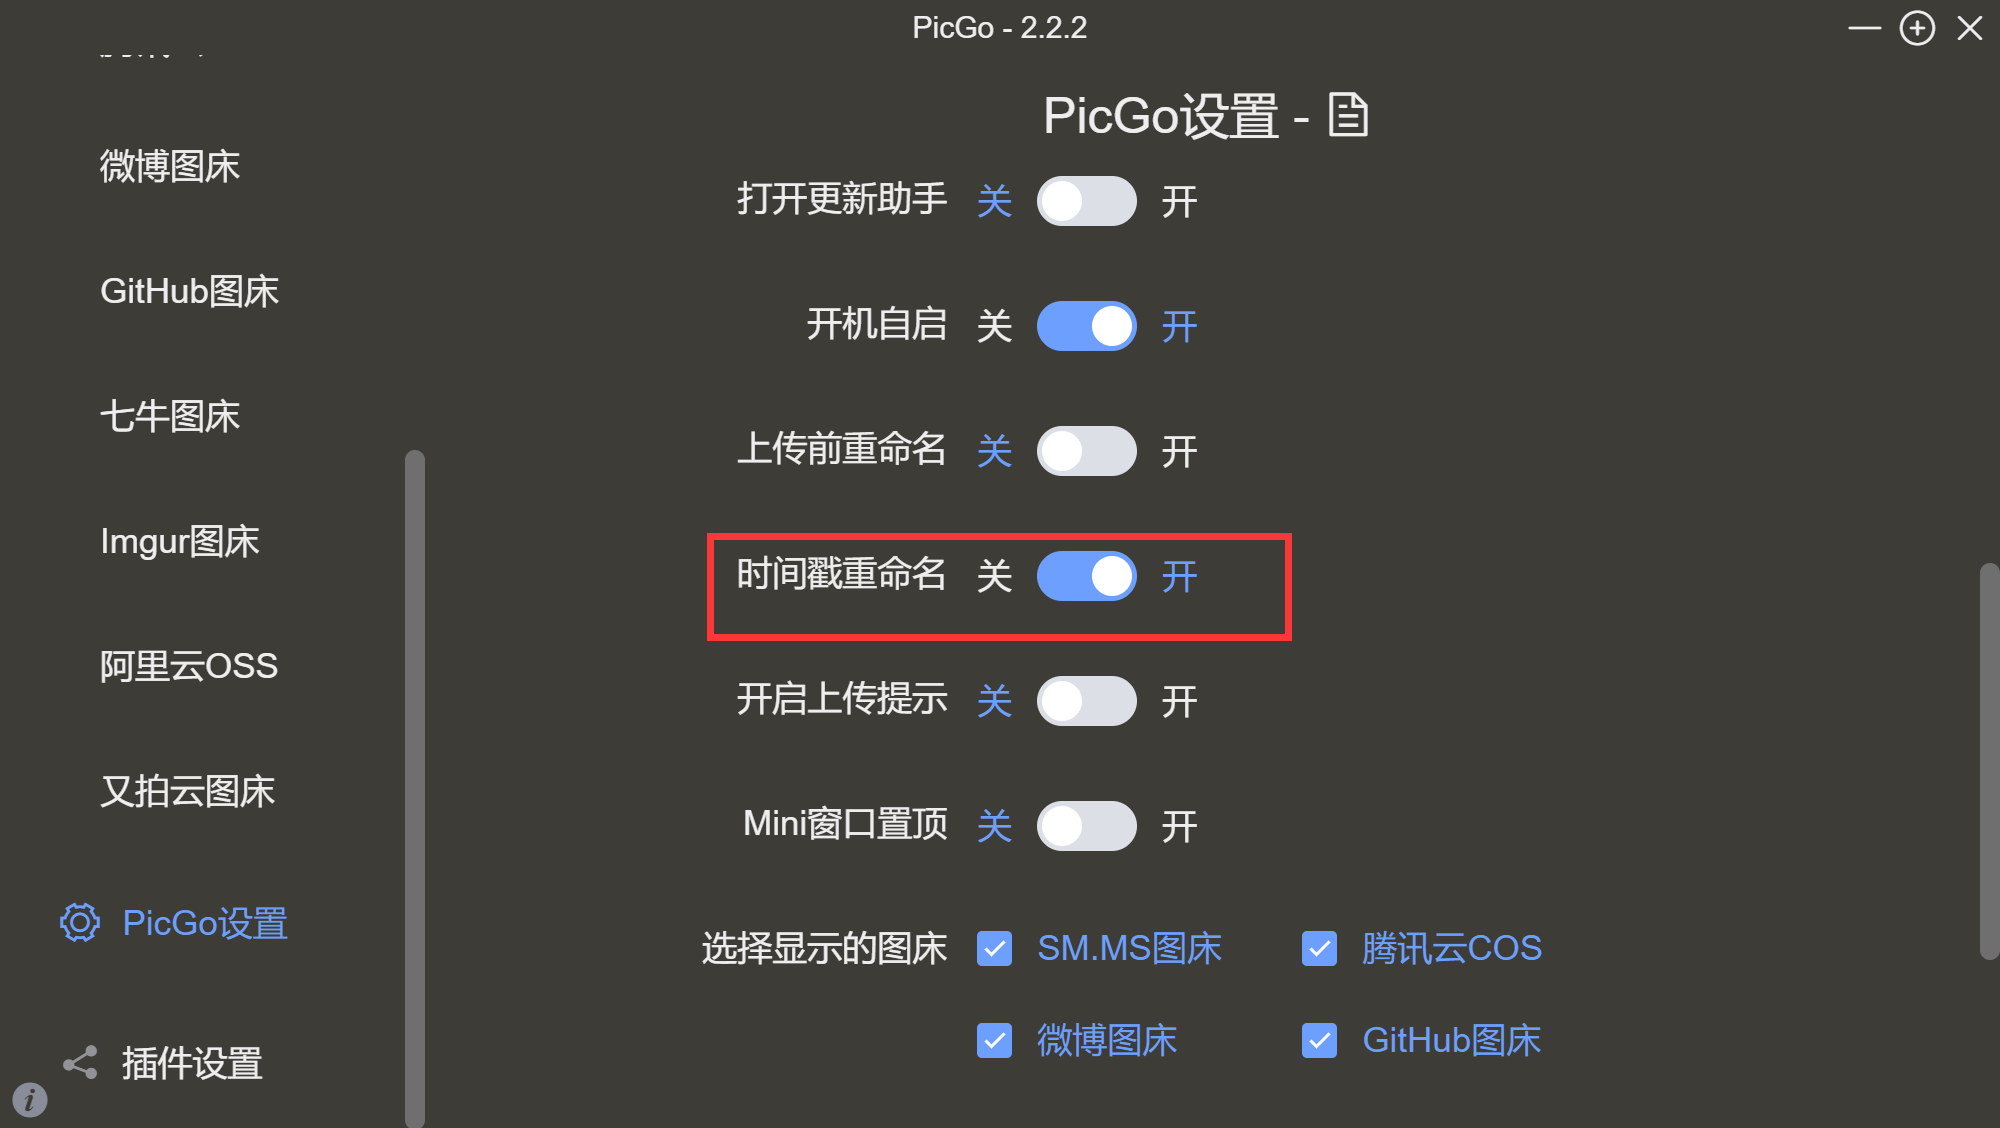 PicGo - 2.2.2
微博图床
GitHub图床
七牛图床
Imgur图床
阿里云OSS
又拍云图床
PicGo设置
插件设置
i
PicGo设置 -
打开更新助手 关 开
开机自启 关 开
上传前重命名 关 开
时间戳重命名 关 开
开启上传提示 关 开
Mini窗口置顶 关 开
选择显示的图床 SM.MS图床 腾讯云COS
微博图床 GitHub图床